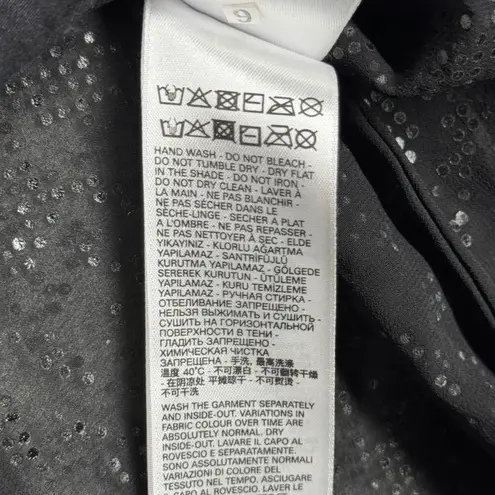 9
HAND WASH - DO NOT BLEACH -
DO NOT TUMBLE DRY - DRY FLAT
IN THE SHADE - DO NOT IRON -
DO NOT DRY CLEAN - LAVER À
LA MAIN - NE PAS BLANCHIR -
NE PAS SÉCHER DANS LE
SÈCHE-LINGE - SECHER A PLAT
A L'OMBRE - NE PAS REPASSER -
NE PAS NETTOYER À SEC - ELDE
YIKAYINIZ - KLORLU AĞARTMA
YAPILAMAZ - SANTRİFÜJLÜ
KURUTMA YAPILAMAZ - GÖLGEDE
SEREREK KURUTUN - ÜTÜLEME
YAPILAMAZ - KURU TEMİZLEME
YAPILAMAZ - РУЧНАЯ СТИРКА -
ОТБЕЛИВАНИЕ ЗАПРЕЩЕНО -
НЕЛЬЗЯ ВЫЖИМАТЬ И СУШИТЬ -
СУШИТЬ НА ГОРИЗОНТАЛЬНОЙ
ПОВЕРХНОСТИ В ТЕНИ -
ГЛАДИТЬ ЗАПРЕЩЕНО -
ХИМИЧЕСКАЯ ЧИСТКА
ЗАПРЕЩЕНА - 手洗, 最高洗涤
温度 40°C - 不可漂白 - 不可翻转干燥
- 在阴凉处 平摊晾干 - 不可熨烫 -
不可干洗
WASH THE GARMENT SEPARATELY
AND INSIDE-OUT. VARIATIONS IN
FABRIC COLOUR OVER TIME ARE
ABSOLUTELY NORMAL. DRY
INSIDE-OUT. LAVARE IL CAPO AL
ROVESCIO E SEPARATAMENTE.
SONO ASSOLUTAMENTE NORMALI
VARIAZIONI DI COLORE DEL
TESSUTO NEL TEMPO. ASCIUGARE
IL CAPO AL ROVESCIO. LAVER LE